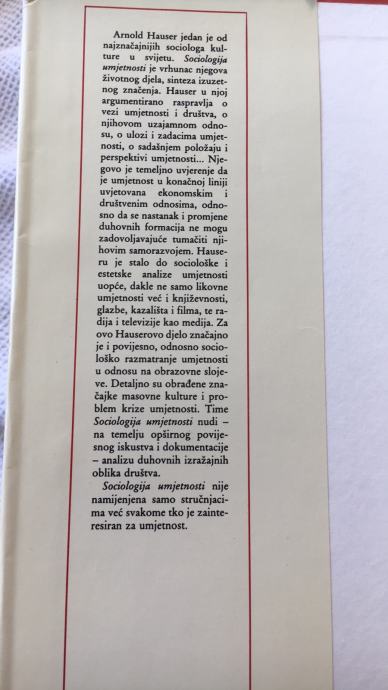 Arnold Hauser jedan je od
najznačajnijih sociologa kul-
ture u svijetu. Sociologija
umjetnosti je vrhunac njegova
životnog djela, sinteza izuzet-
nog značenja. Hauser u njoj
argumentirano raspravlja o
vezi umjetnosti i društva, o
njihovom uzajamnom odno-
su, o ulozi i zadacima umjet-
nosti, o sadašnjem položaju i
perspektivi umjetnosti... Nje-
govo je temeljno uvjerenje da
je umjetnost u konačnoj liniji
uvjetovana ekonomskim i
društvenim odnosima, odno-
sno da se nastanak i promjene
duhovnih formacija ne mogu
zadovoljavajuće tumačiti nji-
hovim samorazvojem. Hause-
ru je stalo do sociološke i
estetske analize umjetnosti
uopće, dakle ne samo likovne
umjetnosti već i književnosti,
glazbe, kazališta i filma, te ra-
dija i televizije kao medija. Za
ovo Hauserovo djelo značajno
je i povijesno, odnosno socio-
loško razmatranje umjetnosti
u odnosu na obrazovne sloje-
ve. Detaljno su obrađene zna-
čajke masovne kulture i pro-
blem krize umjetnosti. Time
Sociologija umjetnosti nudi –
na temelju opširnog povije-
snog iskustva i dokumentacije
– analizu duhovnih izražajnih
oblika društva.
Sociologija umjetnosti nije
namijenjena samo stručnjaci-
ma već svakome tko je zainte-
resiran za umjetnost.